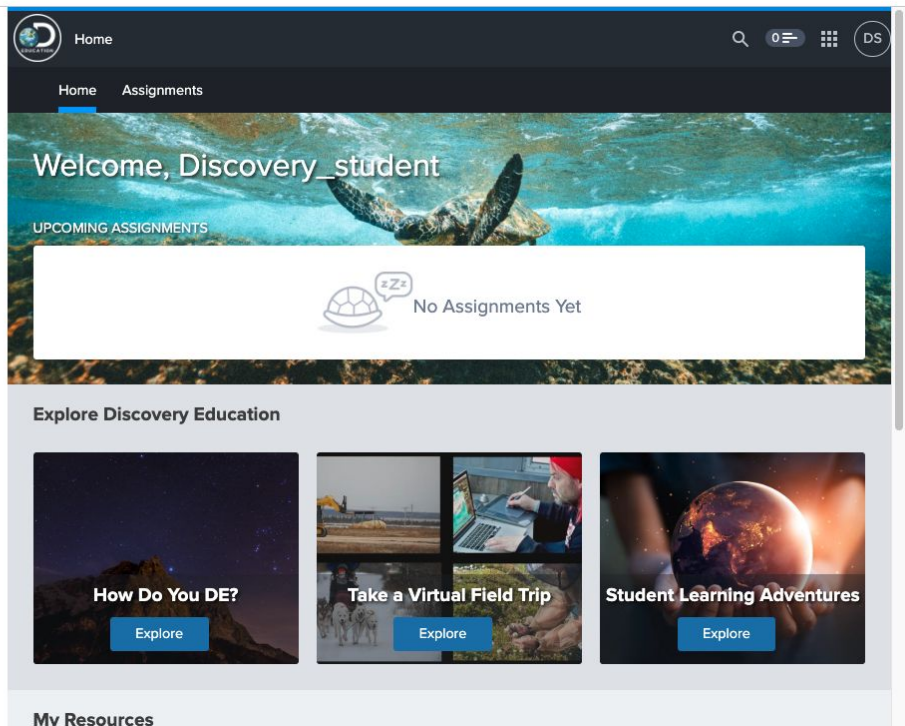 EDUCATION
Home
0
DS
Home Assignments
Welcome, Discovery_student
UPCOMING ASSIGNMENTS
zZz
No Assignments Yet
Explore Discovery Education
How Do You DE?
Explore
Take a Virtual Field Trip
Explore
Student Learning Adventures
Explore
My Resources